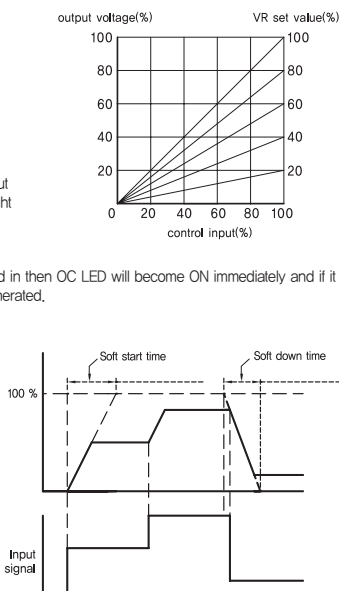 output voltage(%)
VR set value(%)
100
100
80
80
60
60
40
40
20
20
0
20
40
60
80
100
control input(%)
ut
ht
d in then OC LED will become ON immediately and if it
nerated.
Soft start time
Soft down time
100 %
Input
signal